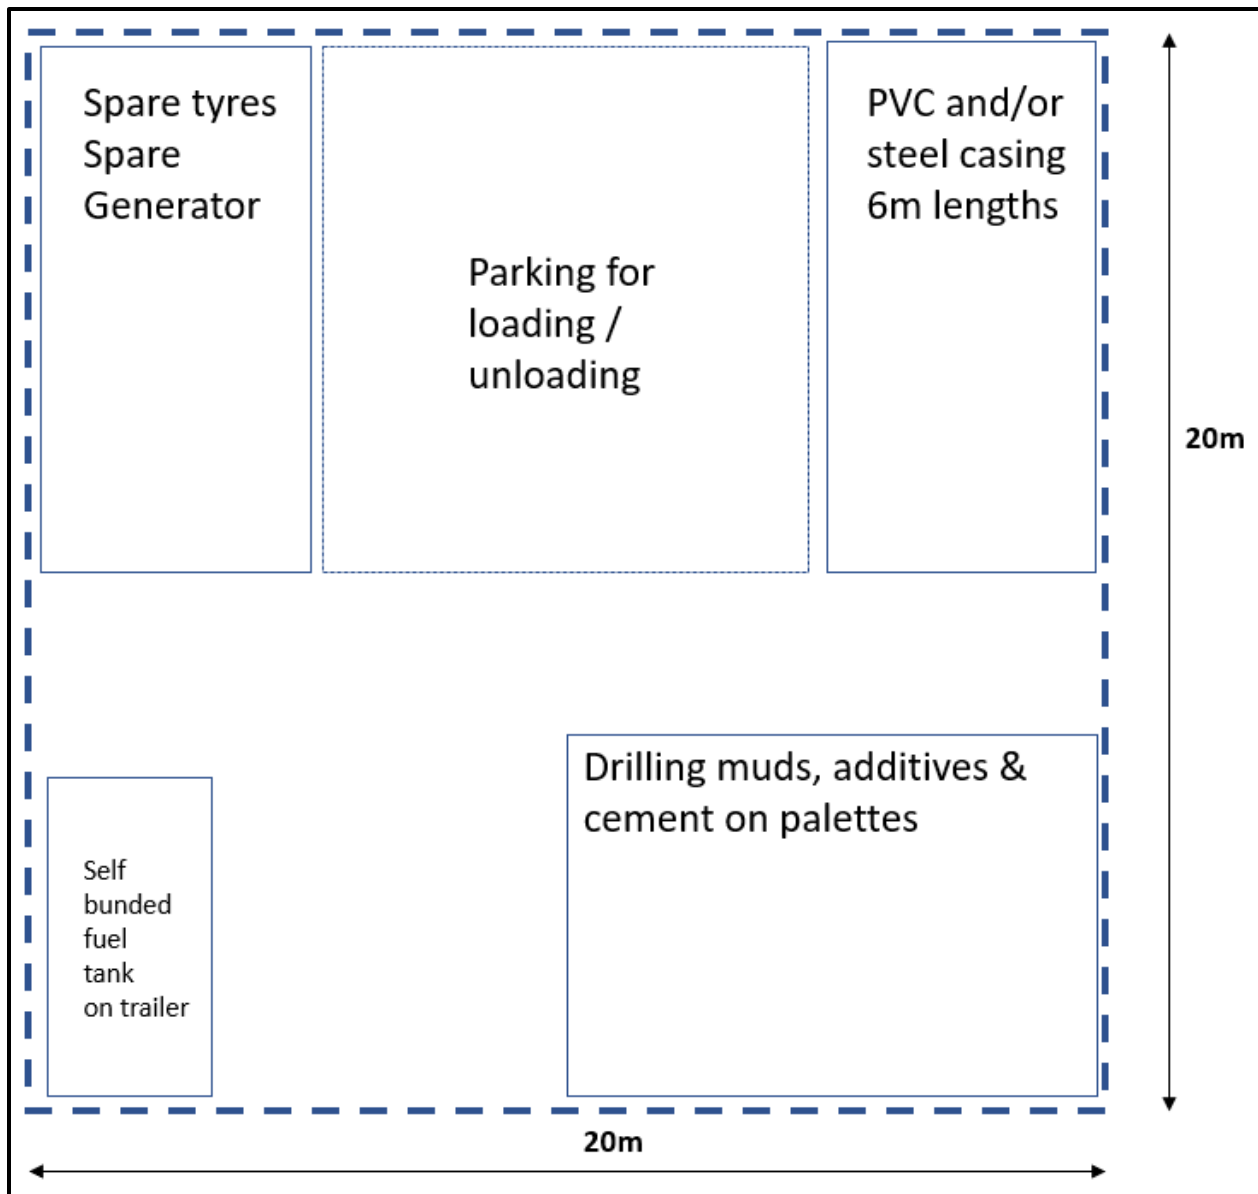 Spare tyres
Spare
Generator
Parking for
loading /
unloading
PVC and/or
steel casing
6m lengths
20m
Drilling muds, additives &
cement on palettes
Self
bunded
fuel
tank
on trailer
20m